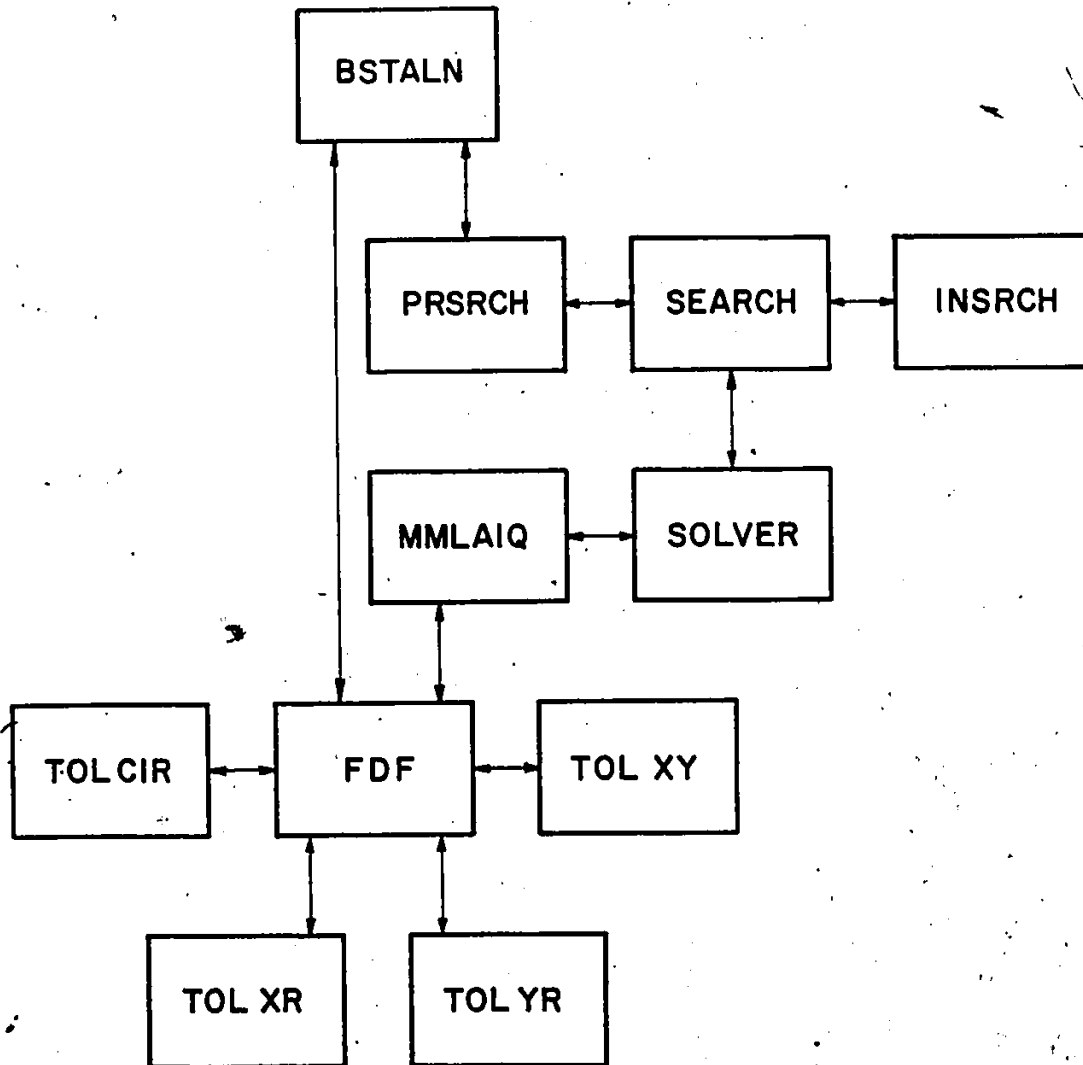 BSTALN
PRSRCH
SEARCH
INSRCH
MMLAIQ
SOLVER
TOLCIR
FDF
TOL XY
TOL XR
TOL YR